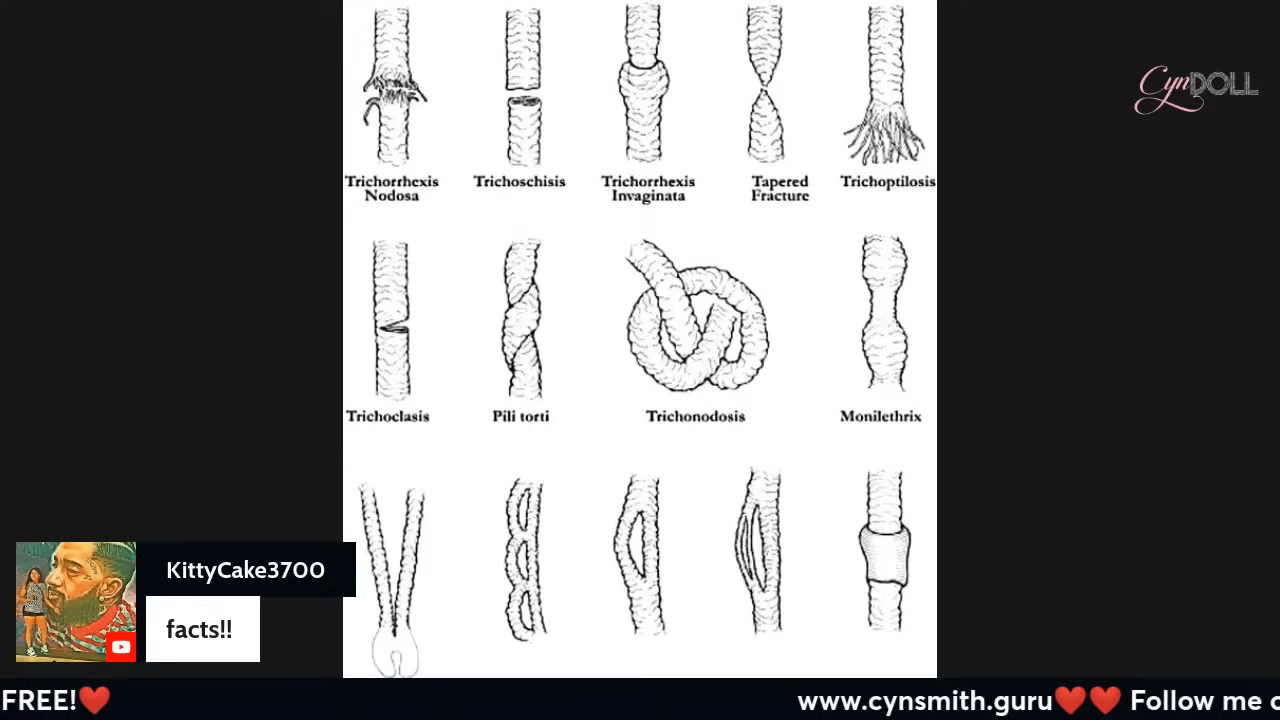 CynDOLL
Trichorrhexis
Nodosa
Trichoschisis
Trichorrhexis
Invaginata
Tapered
Fracture
Trichoptilosis
Trichoclasis
Pili torti
Trichonodosis
Monilethrix
KittyCake3700
facts!!
FREE!❤️ www.cynsmith.guru❤️❤️ Follow me